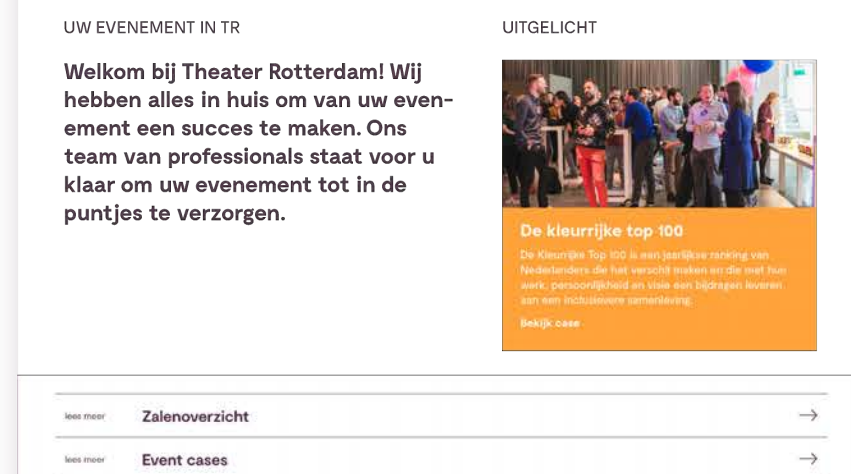 UW EVENEMENT IN TR
Welkom bij Theater Rotterdam! Wij
hebben alles in huis om van uw even-
ement een succes te maken. Ons
team van professionals staat voor u
klaar om uw evenement tot in de
puntjes te verzorgen.
UITGELICHT
De kleurrijke top 100
De Kleurrijke Top 100 is een jaarlijkse ranking van
Nederlanders die het verschil maken en die met hun
werk, persoonlijkheid en visie een bijdragen leveren
aan een inclusievere samenleving.
Bekijk case
lees meer Zalenoverzicht
lees meer Event cases